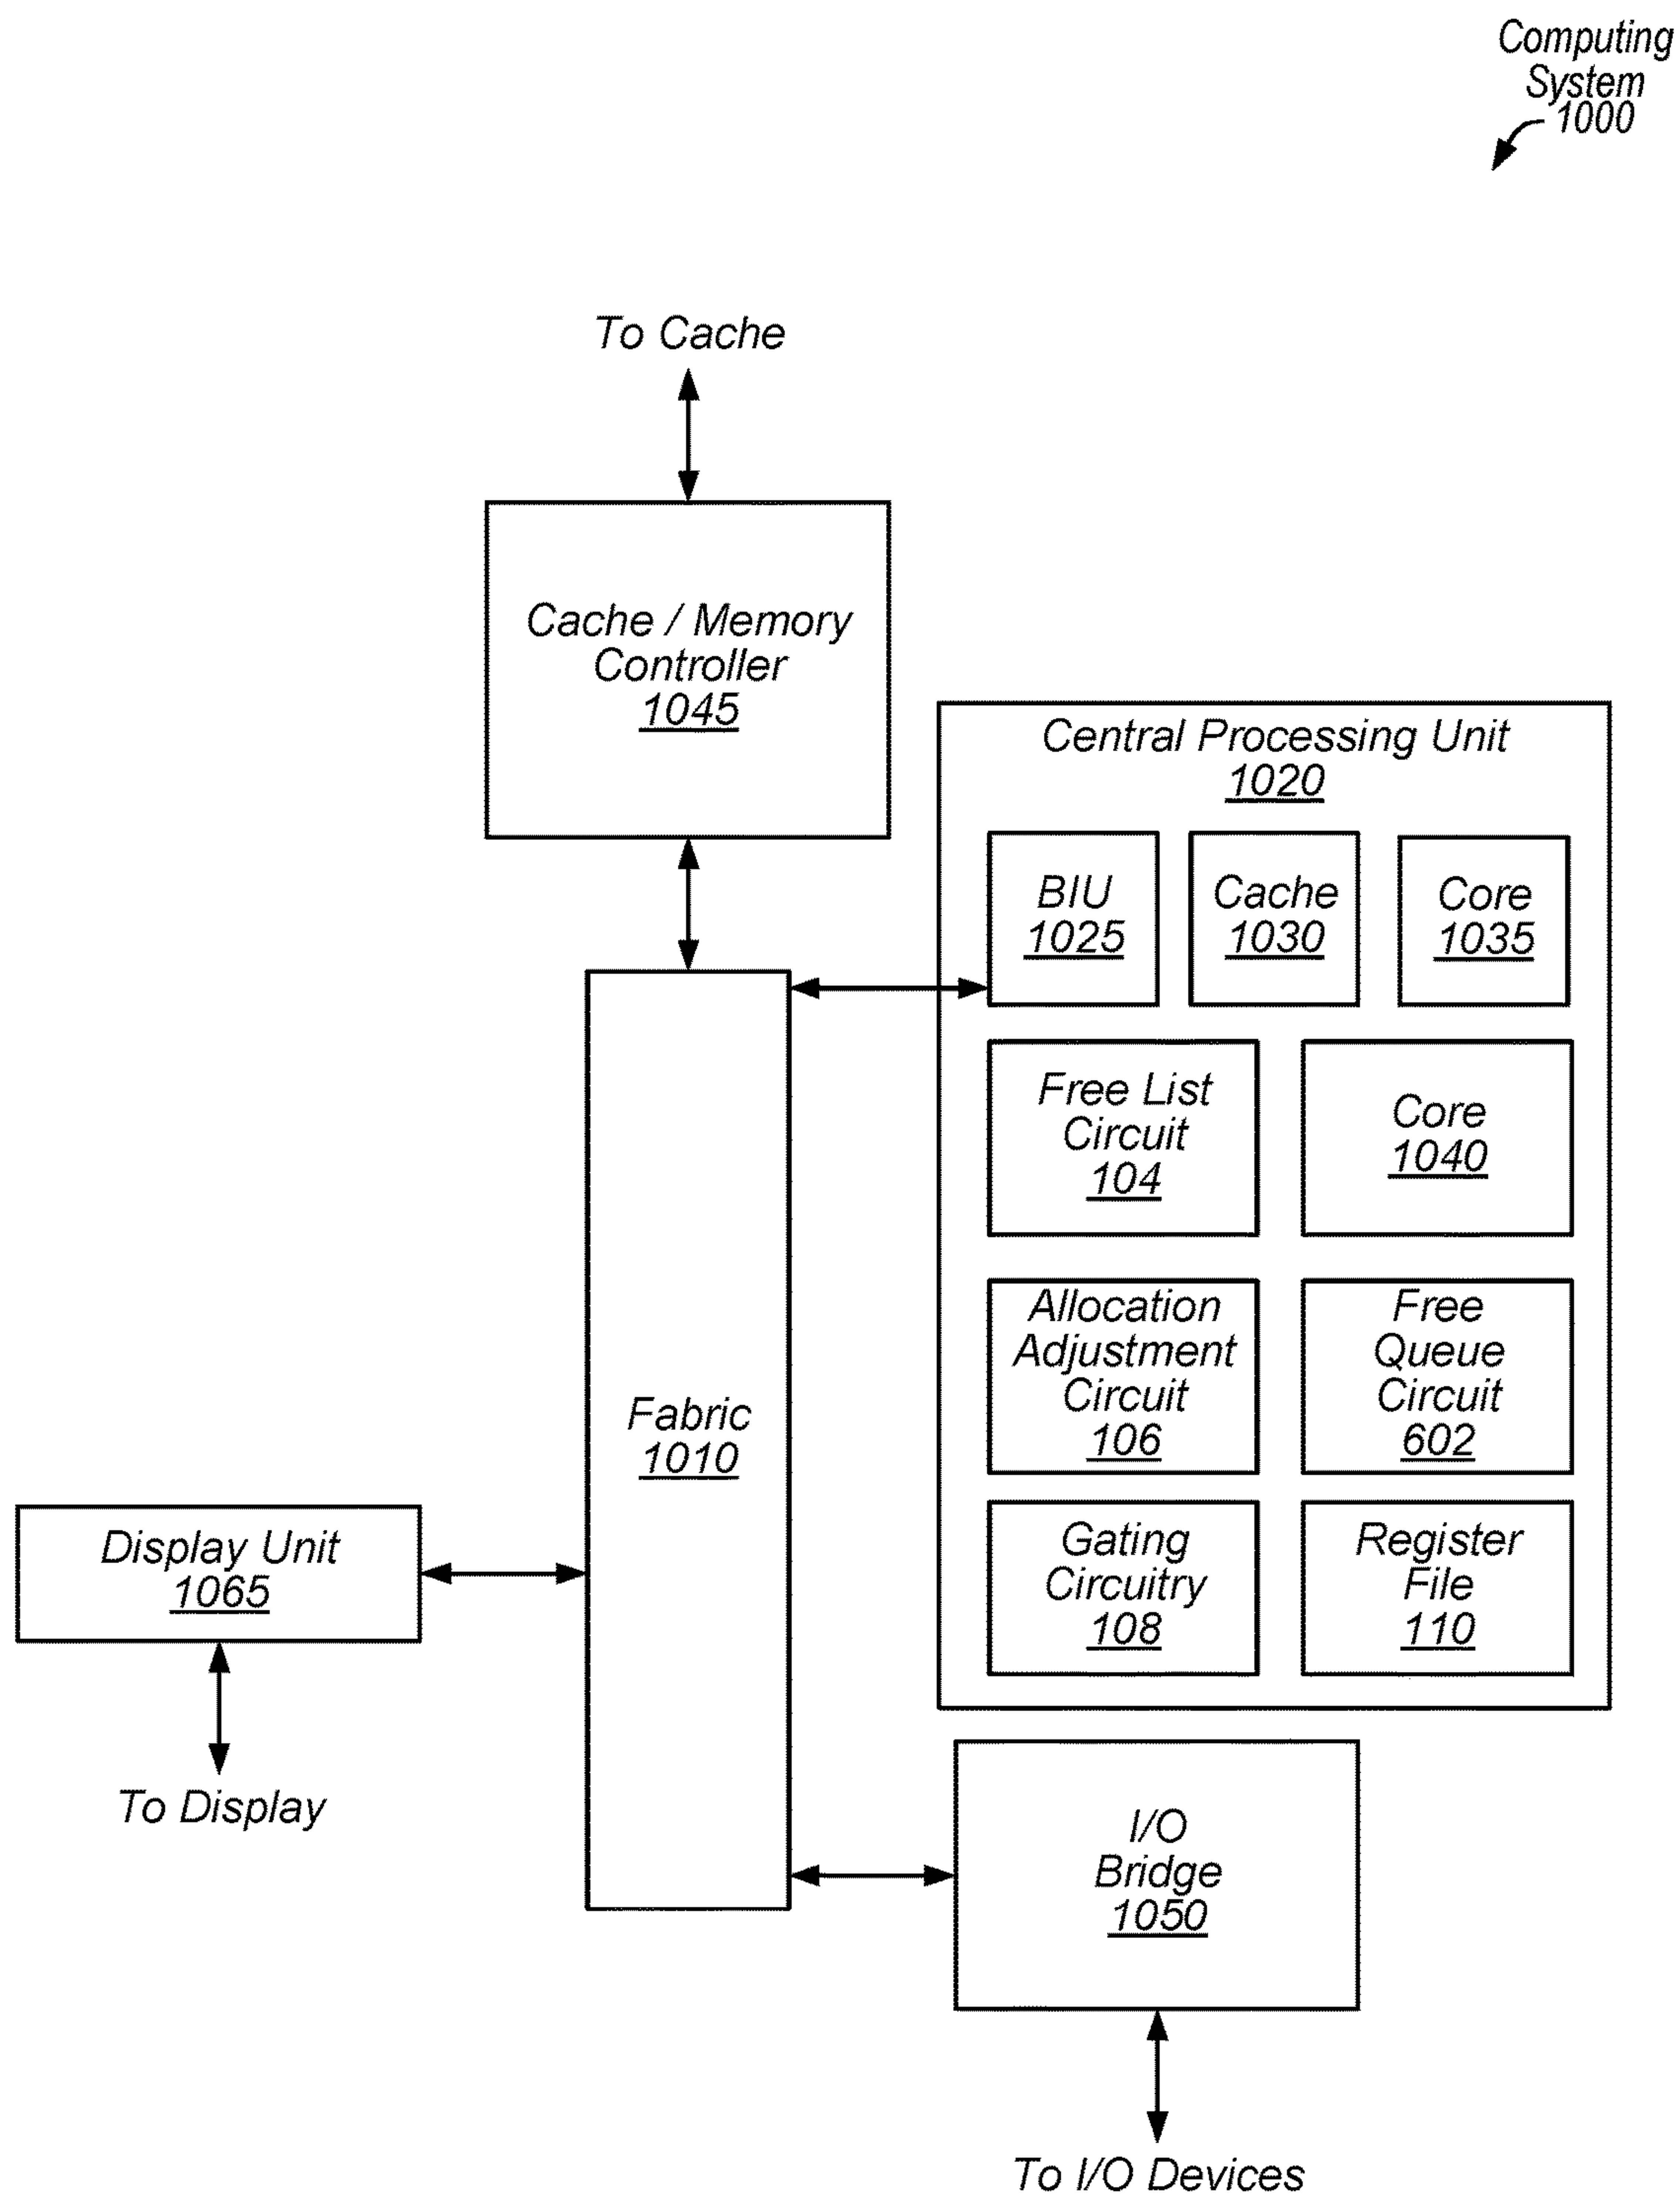 Computing
System
1000
To Cache
Cache / Memory
Controller
1045
Central Processing Unit
1020
BIU
1025
Cache
1030
Core
1035
Free List
Circuit
104
Core
1040
Allocation
Adjustment
Circuit
106
Free
Queue
Circuit
602
Gating
Circuitry
108
Register
File
110
Fabric
1010
Display Unit
1065
To Display
I/O
Bridge
1050
To I/O Devices